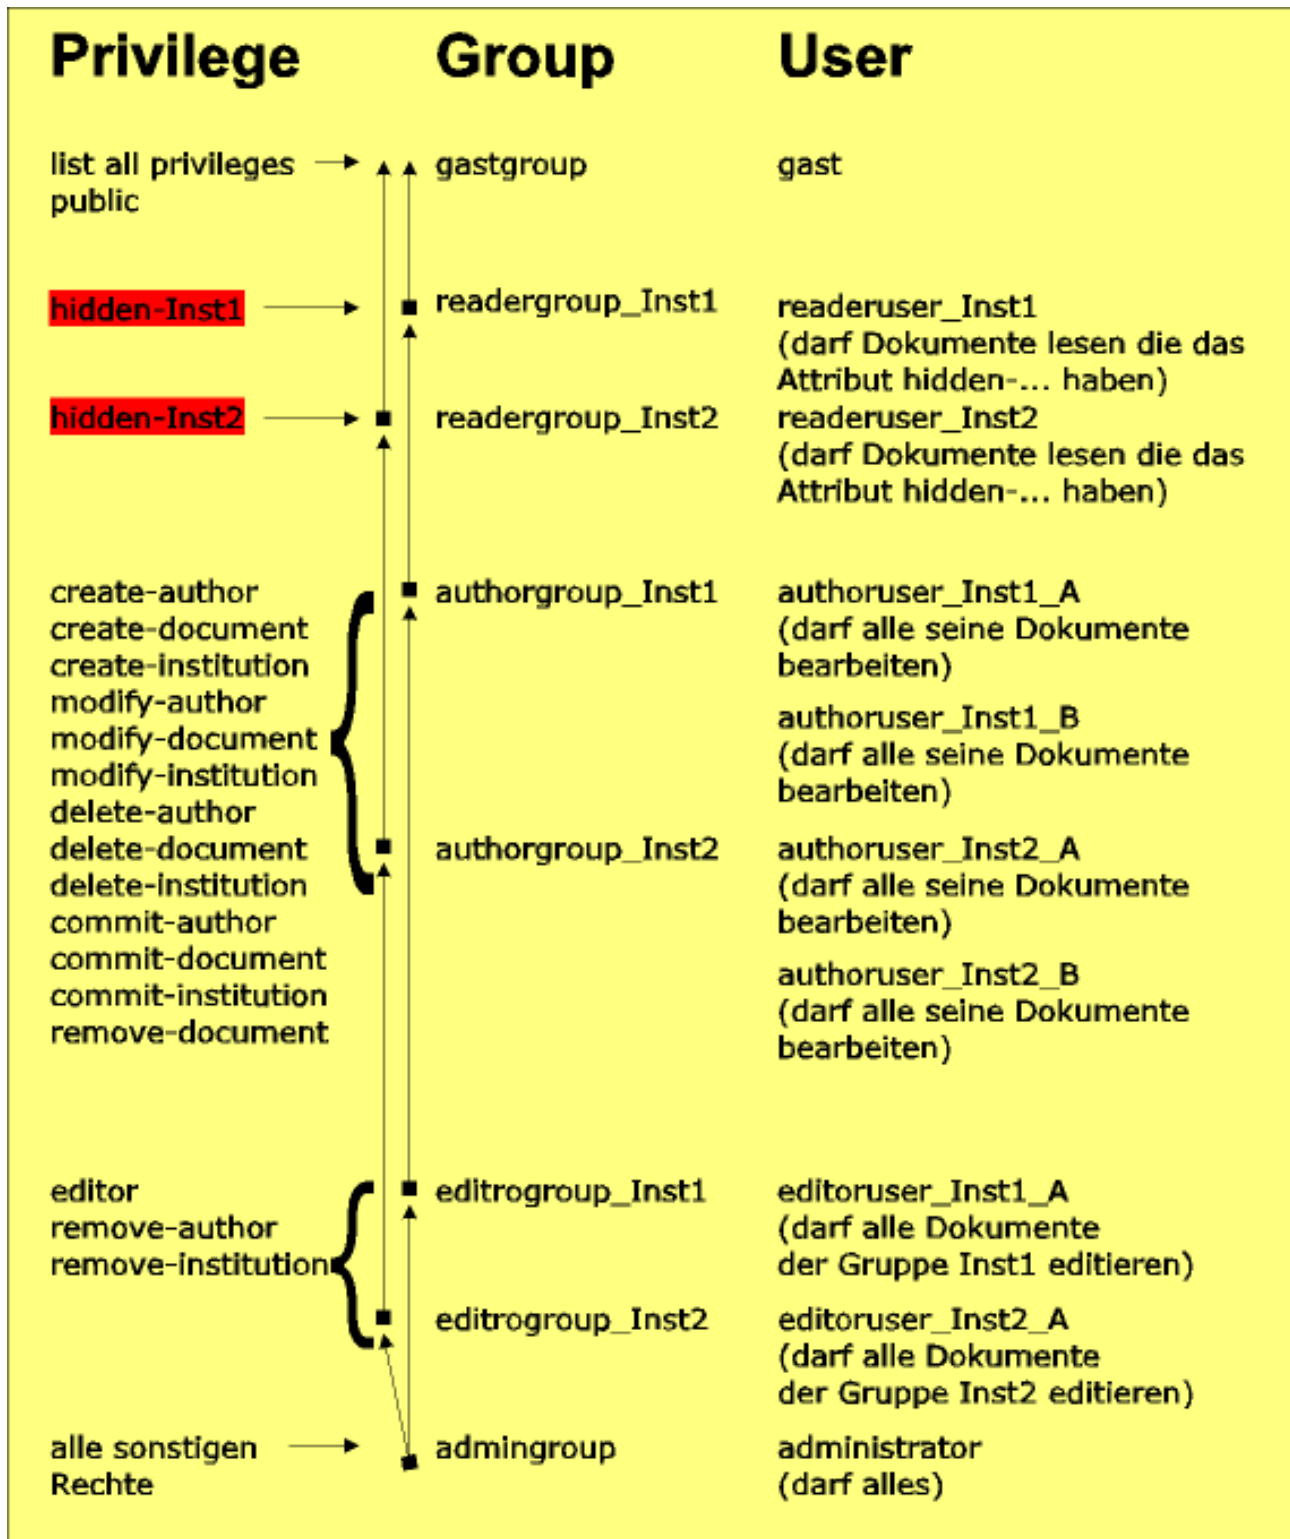 Privilege Group User
list all privileges gastgroup gast
public
hidden-Inst1 readergroup_Inst1 readeruser_Inst1
(darf Dokumente lesen die das
Attribut hidden-... haben)
hidden-Inst2 readergroup_Inst2 readeruser_Inst2
(darf Dokumente lesen die das
Attribut hidden-... haben)
create-author authorgroup_Inst1 authoruser_Inst1_A
create-document (darf alle seine Dokumente
create-institution bearbeiten)
modify-author authoruser_Inst1_B
modify-document (darf alle seine Dokumente
modify-institution bearbeiten)
delete-author
delete-document authorgroup_Inst2 authoruser_Inst2_A
delete-institution (darf alle seine Dokumente
commit-author bearbeiten)
commit-document authoruser_Inst2_B
commit-institution (darf alle seine Dokumente
remove-document bearbeiten)
editor editrogroup_Inst1 editoruser_Inst1_A
remove-author (darf alle Dokumente
remove-institution der Gruppe Inst1 editieren)
editrogroup_Inst2 editoruser_Inst2_A
(darf alle Dokumente
der Gruppe Inst2 editieren)
alle sonstigen admingroup administrator
Rechte (darf alles)